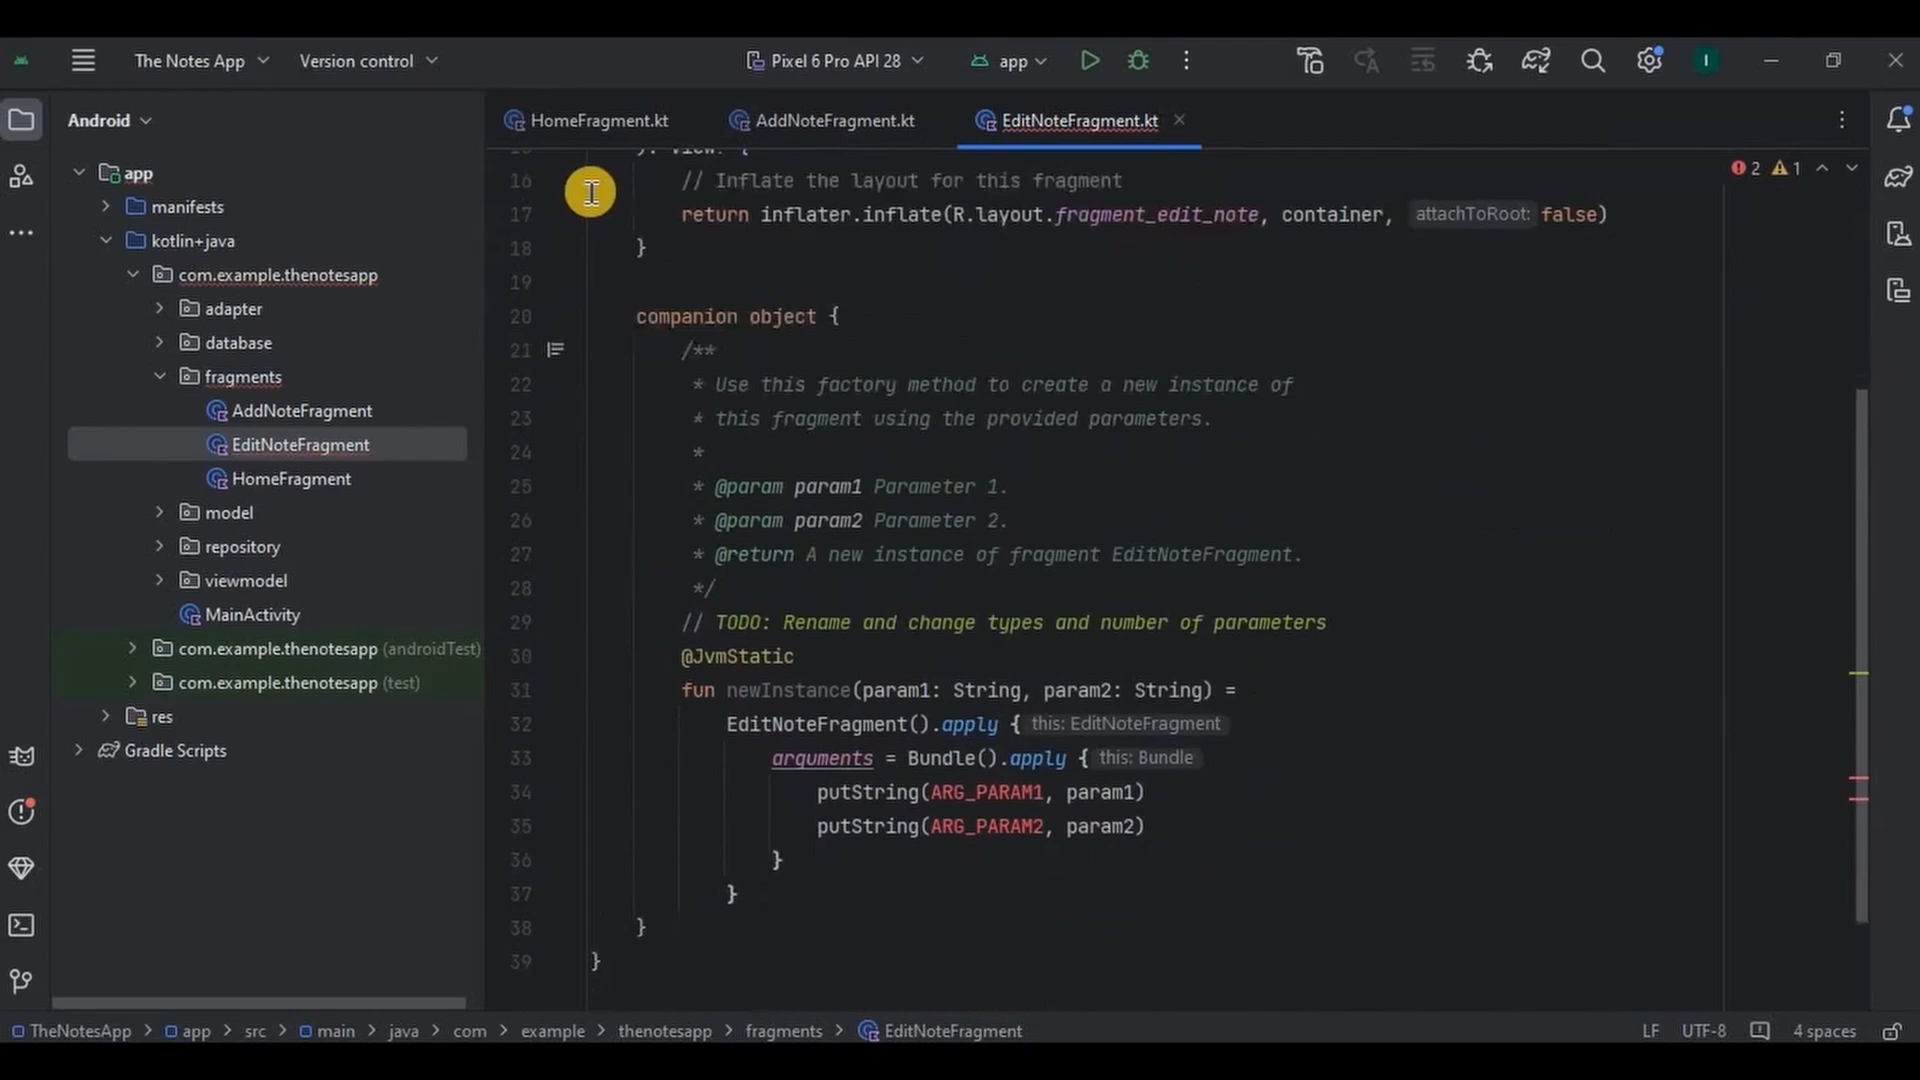 The Notes App
Version control
Pixel 6 Pro API 28
app
I
Android
HomeFragment.kt
AddNoteFragment.kt
EditNoteFragment.kt
app
manifests
kotlin+java
com.example.thenotesapp
adapter
database
fragments
AddNoteFragment
EditNoteFragment
HomeFragment
model
repository
viewmodel
MainActivity
com.example.thenotesapp (androidTest)
com.example.thenotesapp (test)
res
Gradle Scripts
2 1
): View? {
16 // Inflate the layout for this fragment
17 return inflater.inflate(R.layout.fragment_edit_note, container, attachToRoot: false)
18 }
19
20 companion object {
21 /**
22 * Use this factory method to create a new instance of
23 * this fragment using the provided parameters.
24 *
25 * @param param1 Parameter 1.
26 * @param param2 Parameter 2.
27 * @return A new instance of fragment EditNoteFragment.
28 */
29 // TODO: Rename and change types and number of parameters
30 @JvmStatic
31 fun newInstance(param1: String, param2: String) =
32 EditNoteFragment().apply { this: EditNoteFragment
33 arguments = Bundle().apply { this: Bundle
34 putString(ARG_PARAM1, param1)
35 putString(ARG_PARAM2, param2)
36 }
37 }
38 }
39 }
TheNotesApp > app > src > main > java > com > example > thenotesapp > fragments > EditNoteFragment
LF UTF-8 4 spaces